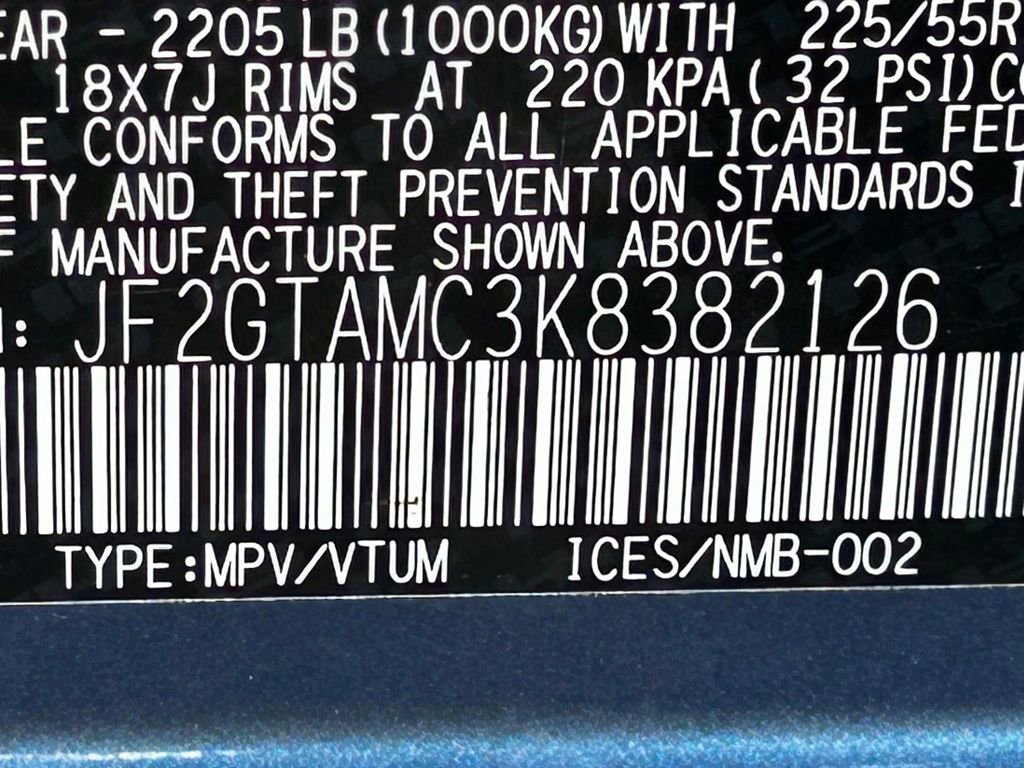 EAR - 2205 LB (1000KG) WITH 225/55R
18X7J RIMS AT 220 KPA ( 32 PSI) CO
LE CONFORMS TO ALL APPLICABLE FED
ETY AND THEFT PREVENTION STANDARDS I
F MANUFACTURE SHOWN ABOVE.
: JF2GTAMC3K8382126
TYPE:MPV/VTUM ICES/NMB-002